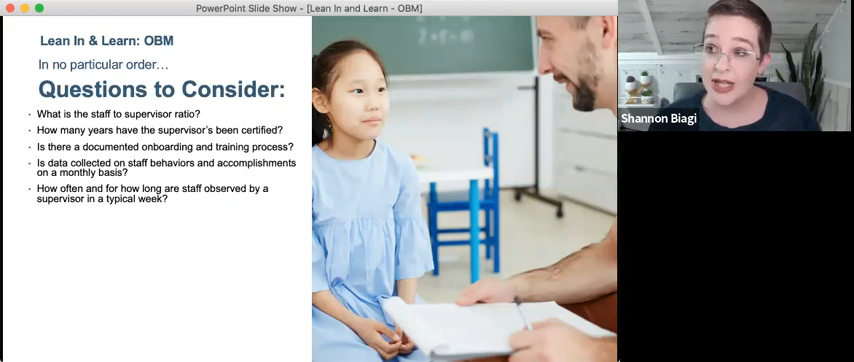 PowerPoint Slide Show - [Lean In and Learn - OBM]
Lean In & Learn: OBM
In no particular order…
Questions to Consider:
• What is the staff to supervisor ratio?
• How many years have the supervisor's been certified?
• Is there a documented onboarding and training process?
• Is data collected on staff behaviors and accomplishments
on a monthly basis?
• How often and for how long are staff observed by a
supervisor in a typical week?
Shannon Biagi